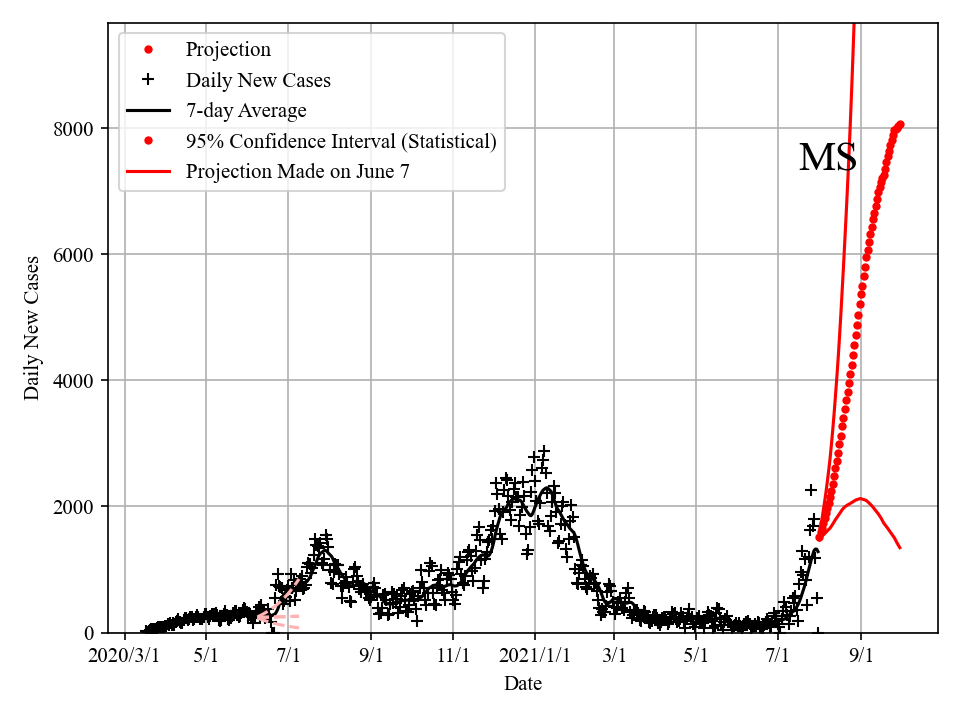 Projection
Daily New Cases
7-day Average
95% Confidence Interval (Statistical)
Projection Made on June 7
MS
Daily New Cases
8000
6000
4000
2000
0
2020/3/1 5/1 7/1 9/1 11/1 2021/1/1 3/1 5/1 7/1 9/1
Date